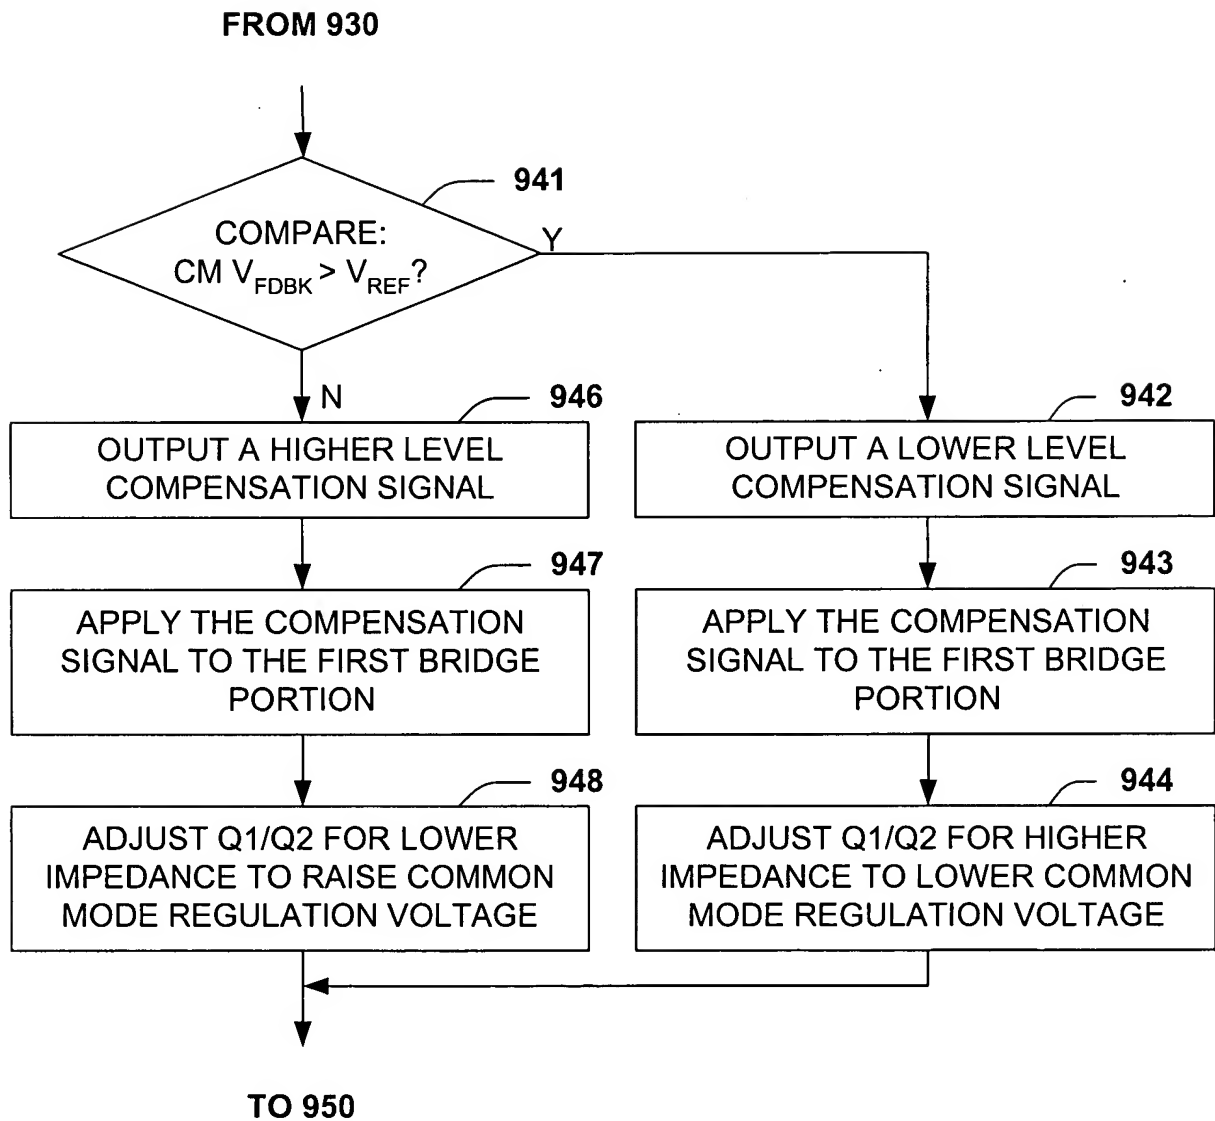 FROM 930
941
COMPARE:
CM VFDBK > VREF?
Y
N
946
OUTPUT A HIGHER LEVEL
COMPENSATION SIGNAL
942
OUTPUT A LOWER LEVEL
COMPENSATION SIGNAL
947
APPLY THE COMPENSATION
SIGNAL TO THE FIRST BRIDGE
PORTION
943
APPLY THE COMPENSATION
SIGNAL TO THE FIRST BRIDGE
PORTION
948
ADJUST Q1/Q2 FOR LOWER
IMPEDANCE TO RAISE COMMON
MODE REGULATION VOLTAGE
944
ADJUST Q1/Q2 FOR HIGHER
IMPEDANCE TO LOWER COMMON
MODE REGULATION VOLTAGE
TO 950